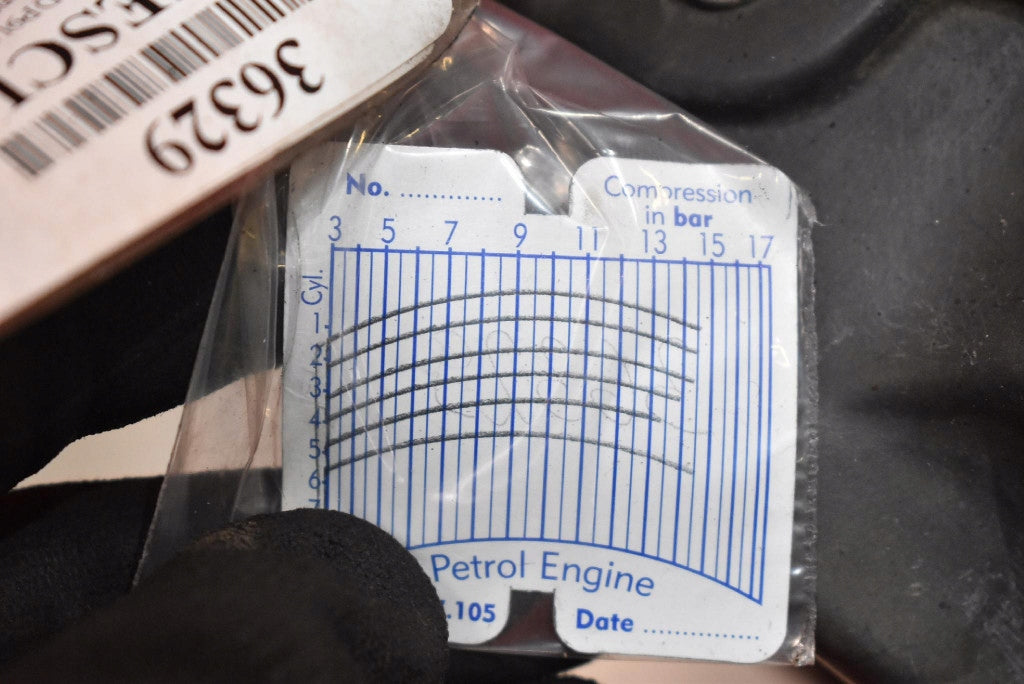 36329
No. .............
Compression
in bar
3 5 7 9 11 13 15 17
Cyl.
1
2
3
4
5
6
Petrol Engine
.105
Date ...............